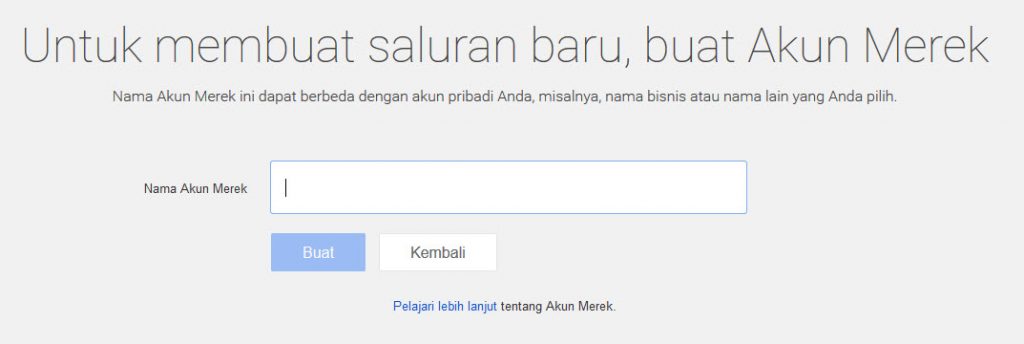 Untuk membuat saluran baru, buat Akun Merek
Nama Akun Merek ini dapat berbeda dengan akun pribadi Anda, misalnya, nama bisnis atau nama lain yang Anda pilih.
Nama Akun Merek
Buat Kembali
Pelajari lebih lanjut tentang Akun Merek.